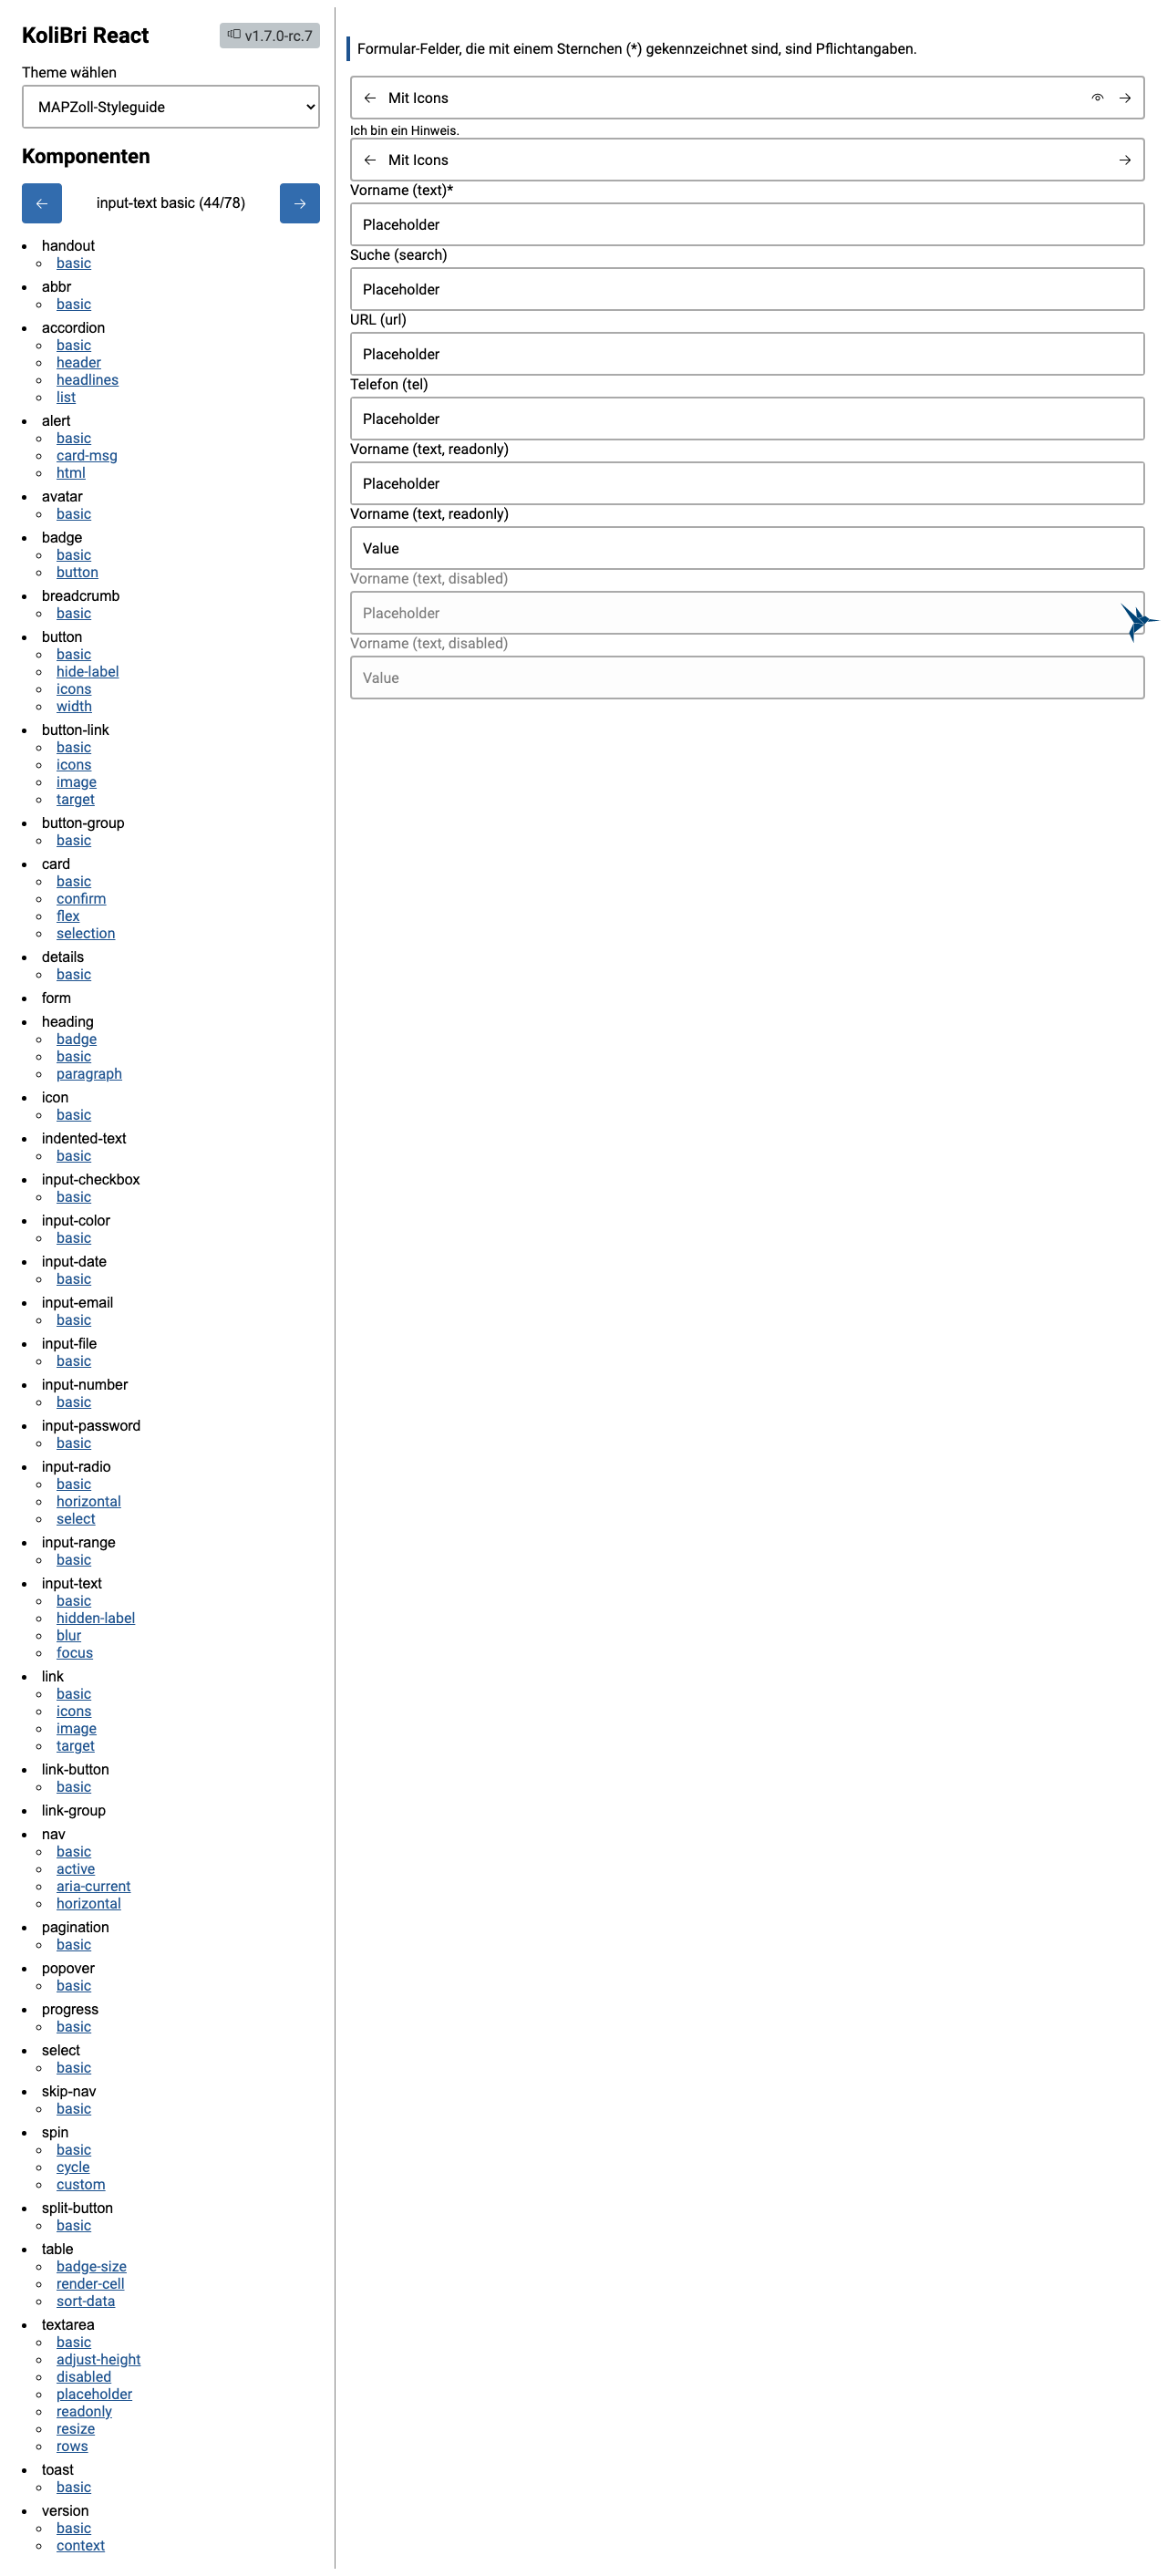 KoliBri React
v1.7.0-rc.7
Theme wählen
MAPZoll-Styleguide
Komponenten
input-text basic (44/78)
handout
basic
abbr
basic
accordion
basic
header
headlines
list
alert
basic
card-msg
html
avatar
basic
badge
basic
button
breadcrumb
basic
button
basic
hide-label
icons
width
button-link
basic
icons
image
target
button-group
basic
card
basic
confirm
flex
selection
details
basic
form
heading
badge
basic
paragraph
icon
basic
indented-text
basic
input-checkbox
basic
input-color
basic
input-date
basic
input-email
basic
input-file
basic
input-number
basic
input-password
basic
input-radio
basic
horizontal
select
input-range
basic
input-text
basic
hidden-label
blur
focus
link
basic
icons
image
target
link-button
basic
link-group
nav
basic
active
aria-current
horizontal
pagination
basic
popover
basic
progress
basic
select
basic
skip-nav
basic
spin
basic
cycle
custom
split-button
basic
table
badge-size
render-cell
sort-data
textarea
basic
adjust-height
disabled
placeholder
readonly
resize
rows
toast
basic
version
basic
context
Formular-Felder, die mit einem Sternchen (*) gekennzeichnet sind, sind Pflichtangaben.
Mit Icons
Ich bin ein Hinweis.
Mit Icons
Vorname (text)*
Placeholder
Suche (search)
Placeholder
URL (url)
Placeholder
Telefon (tel)
Placeholder
Vorname (text, readonly)
Placeholder
Vorname (text, readonly)
Value
Vorname (text, disabled)
Placeholder
Vorname (text, disabled)
Value